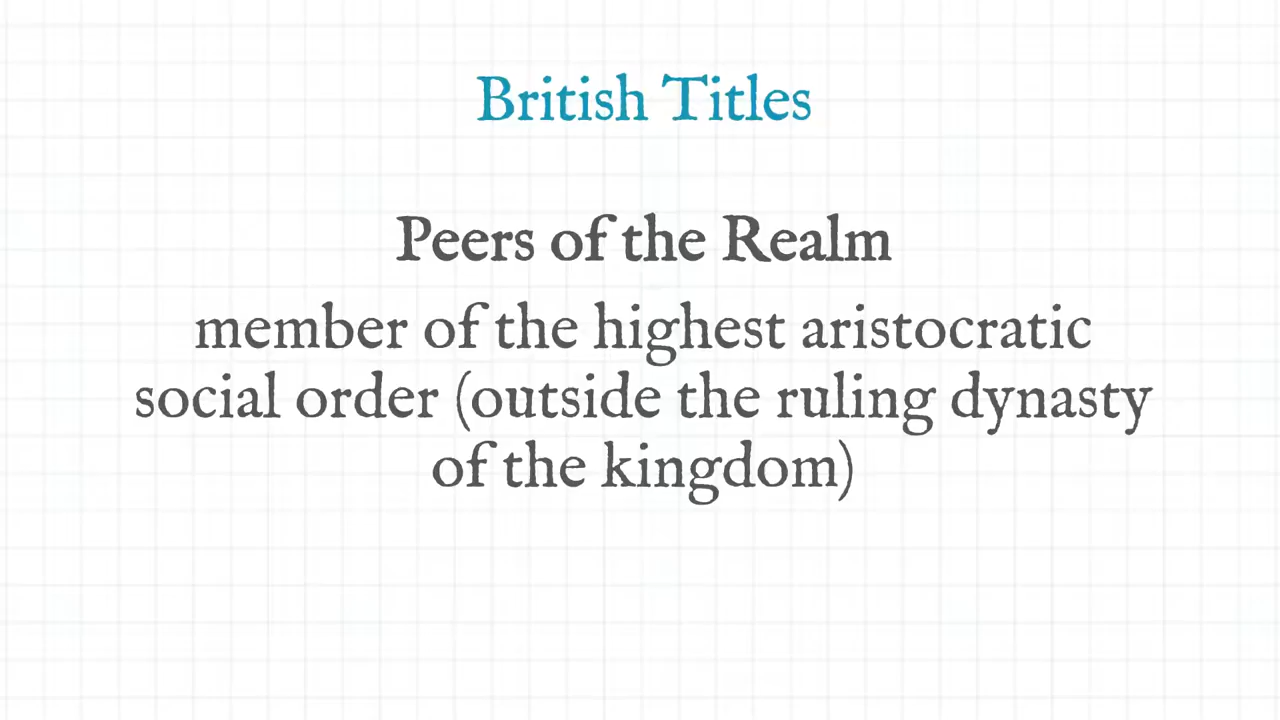 British Titles
Peers of the Realm
member of the highest aristocratic
social order (outside the ruling dynasty
of the kingdom)